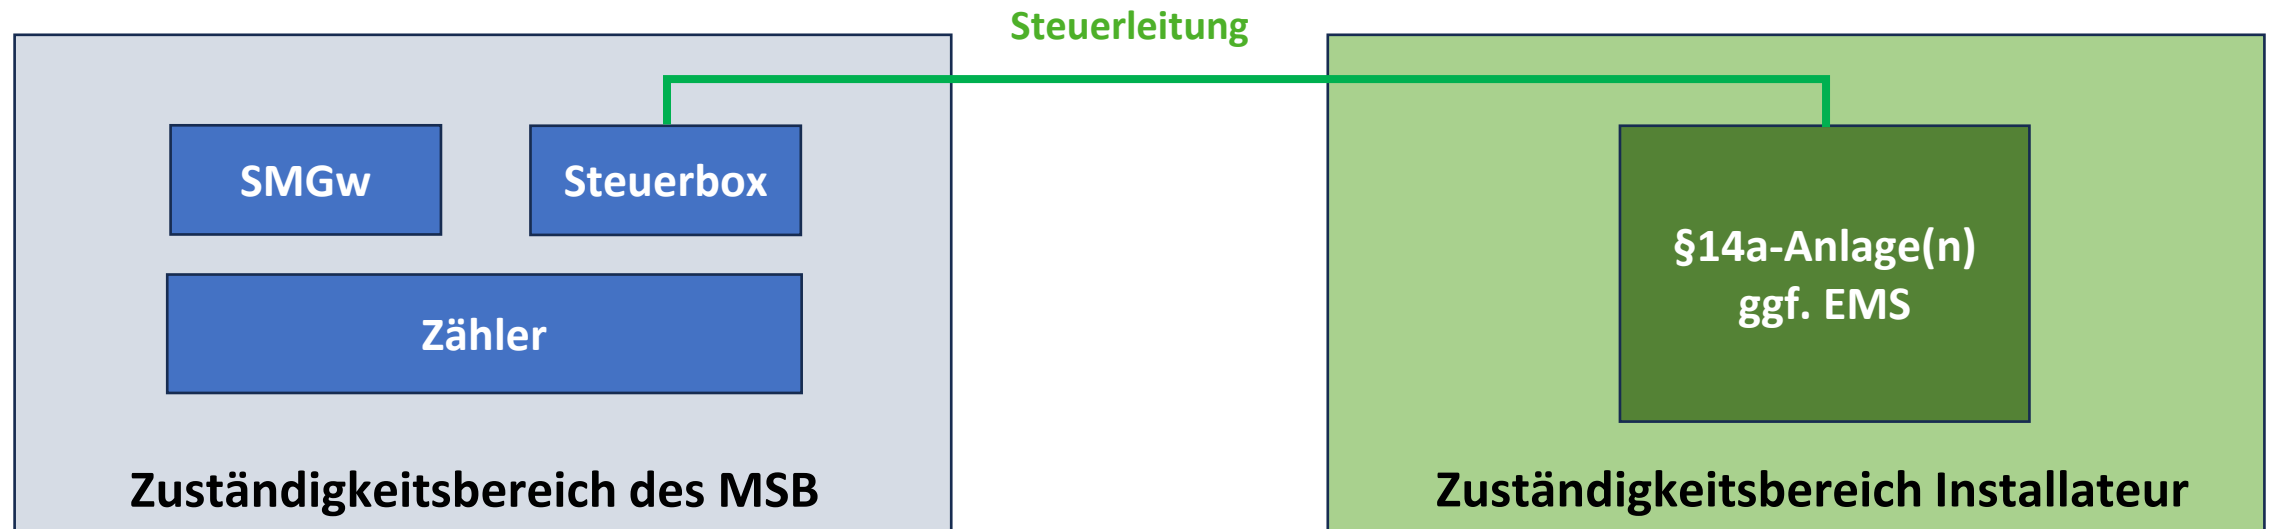 Steuerleitung
SMGw
Steuerbox
Zähler
Zuständigkeitsbereich des MSB
§14a-Anlage(n)
ggf. EMS
Zuständigkeitsbereich Installateur